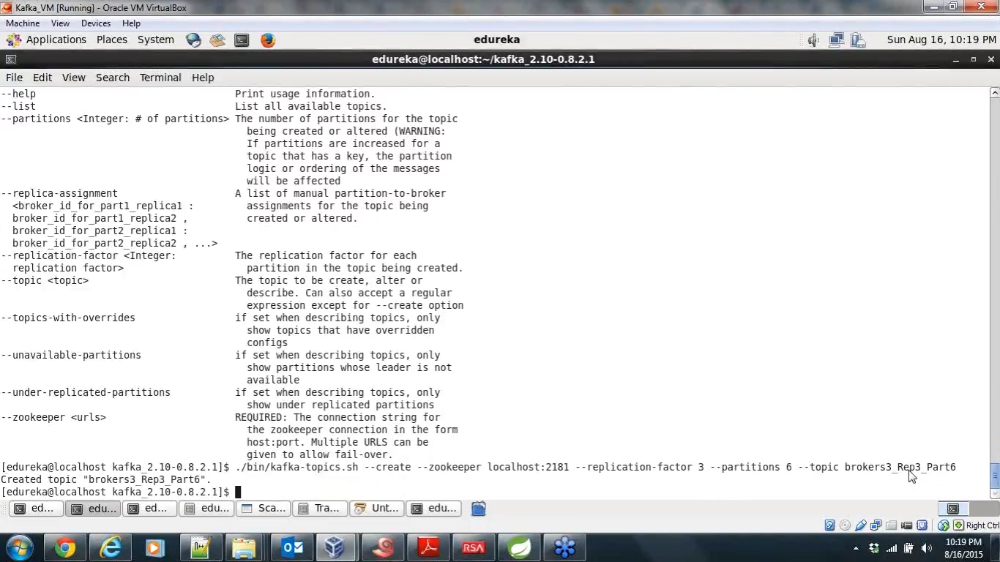 Kafka_VM [Running] - Oracle VM VirtualBox
Machine View Devices Help
Applications Places System edureka Sun Aug 16, 10:19 PM
edureka@localhost:~/kafka_2.10-0.8.2.1
File Edit View Search Terminal Help
--help Print usage information.
--list List all available topics.
--partitions <Integer: # of partitions> The number of partitions for the topic
being created or altered (WARNING:
If partitions are increased for a
topic that has a key, the partition
logic or ordering of the messages
will be affected
--replica-assignment A list of manual partition-to-broker
<broker_id_for_part1_replica1 : assignments for the topic being
broker_id_for_part1_replica2 , created or altered.
broker_id_for_part2_replica1 :
broker_id_for_part2_replica2 , ...>
--replication-factor <Integer: The replication factor for each
replication factor> partition in the topic being created.
--topic <topic> The topic to be create, alter or
describe. Can also accept a regular
expression except for --create option
--topics-with-overrides if set when describing topics, only
show topics that have overridden
configs
--unavailable-partitions if set when describing topics, only
show partitions whose leader is not
available
--under-replicated-partitions if set when describing topics, only
show under replicated partitions
--zookeeper <urls> REQUIRED: The connection string for
the zookeeper connection in the form
host:port. Multiple URLS can be
given to allow fail-over.
[edureka@localhost kafka_2.10-0.8.2.1]$ ./bin/kafka-topics.sh --create --zookeeper localhost:2181 --replication-factor 3 --partitions 6 --topic brokers3_Rep3_Part6
Created topic "brokers3_Rep3_Part6".
[edureka@localhost kafka_2.10-0.8.2.1]$
ed... edu... ed... edu... Sca... Tra... Unt... edu...
Right Ctrl
RSA
10:19 PM
8/16/2015